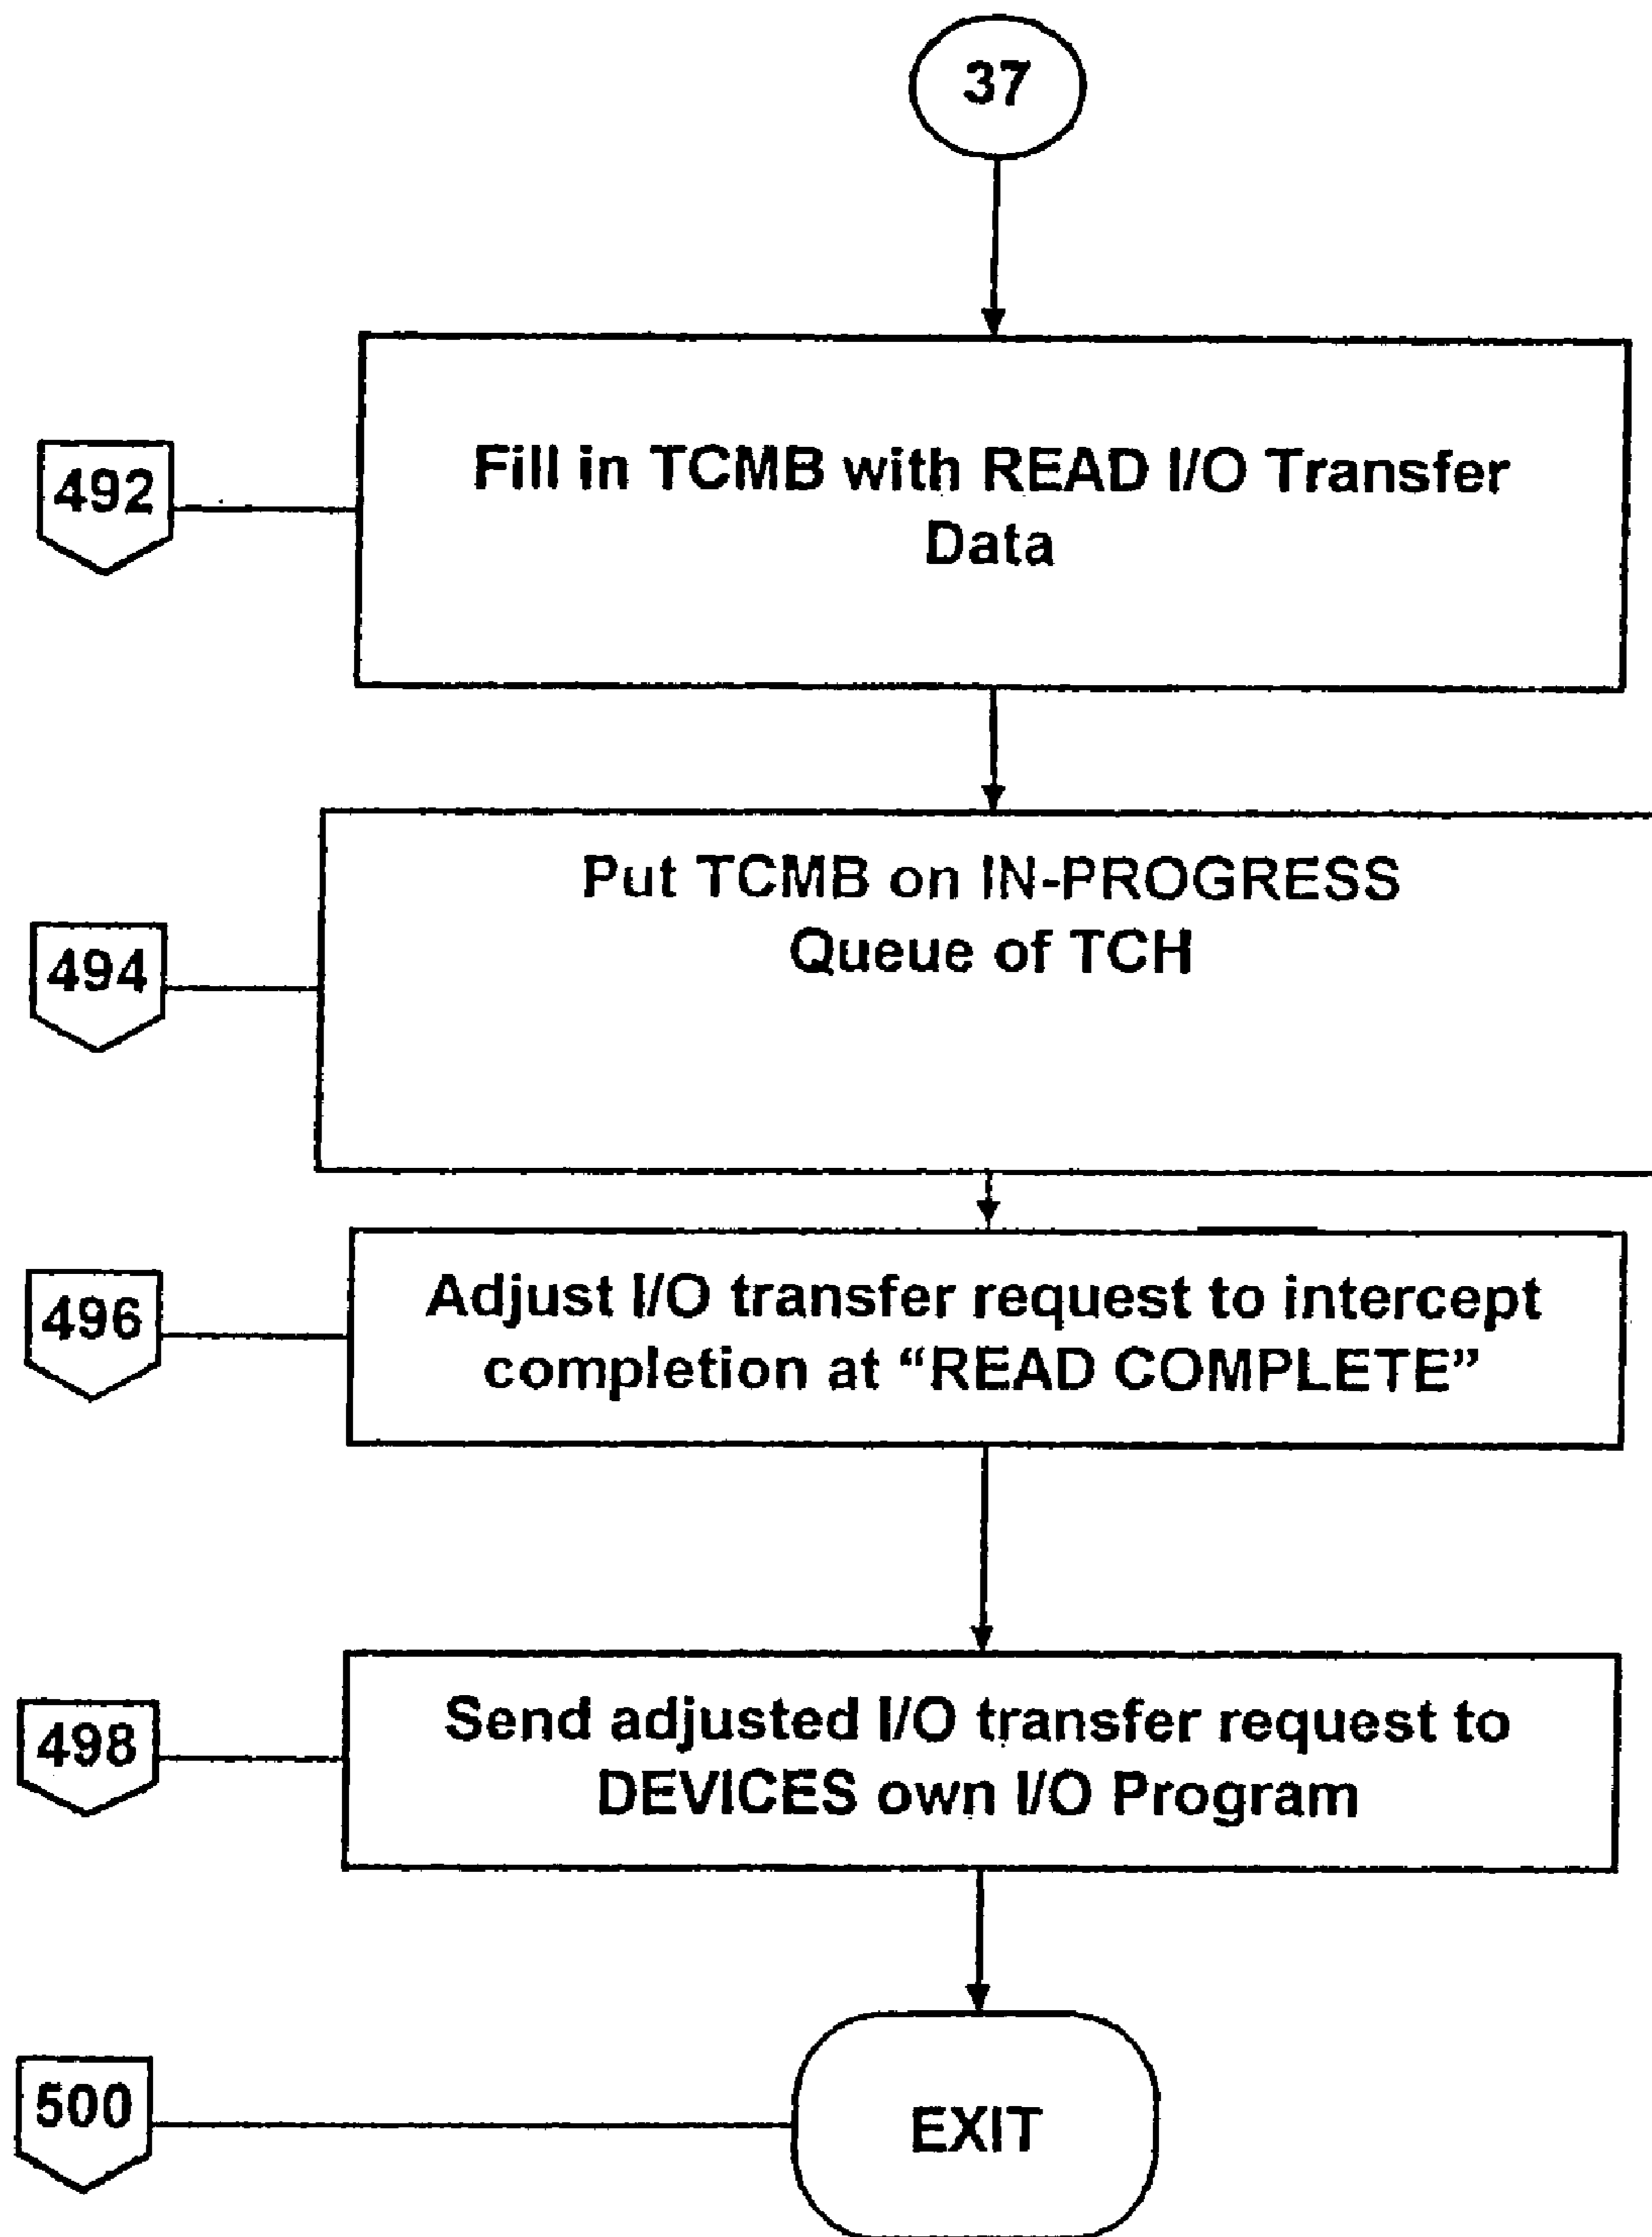 37
492
Fill in TCMB with READ I/O Transfer
Data
494
Put TCMB on IN-PROGRESS
Queue of TCH
496
Adjust I/O transfer request to intercept
completion at “READ COMPLETE”
498
Send adjusted I/O transfer request to
DEVICES own I/O Program
500
EXIT